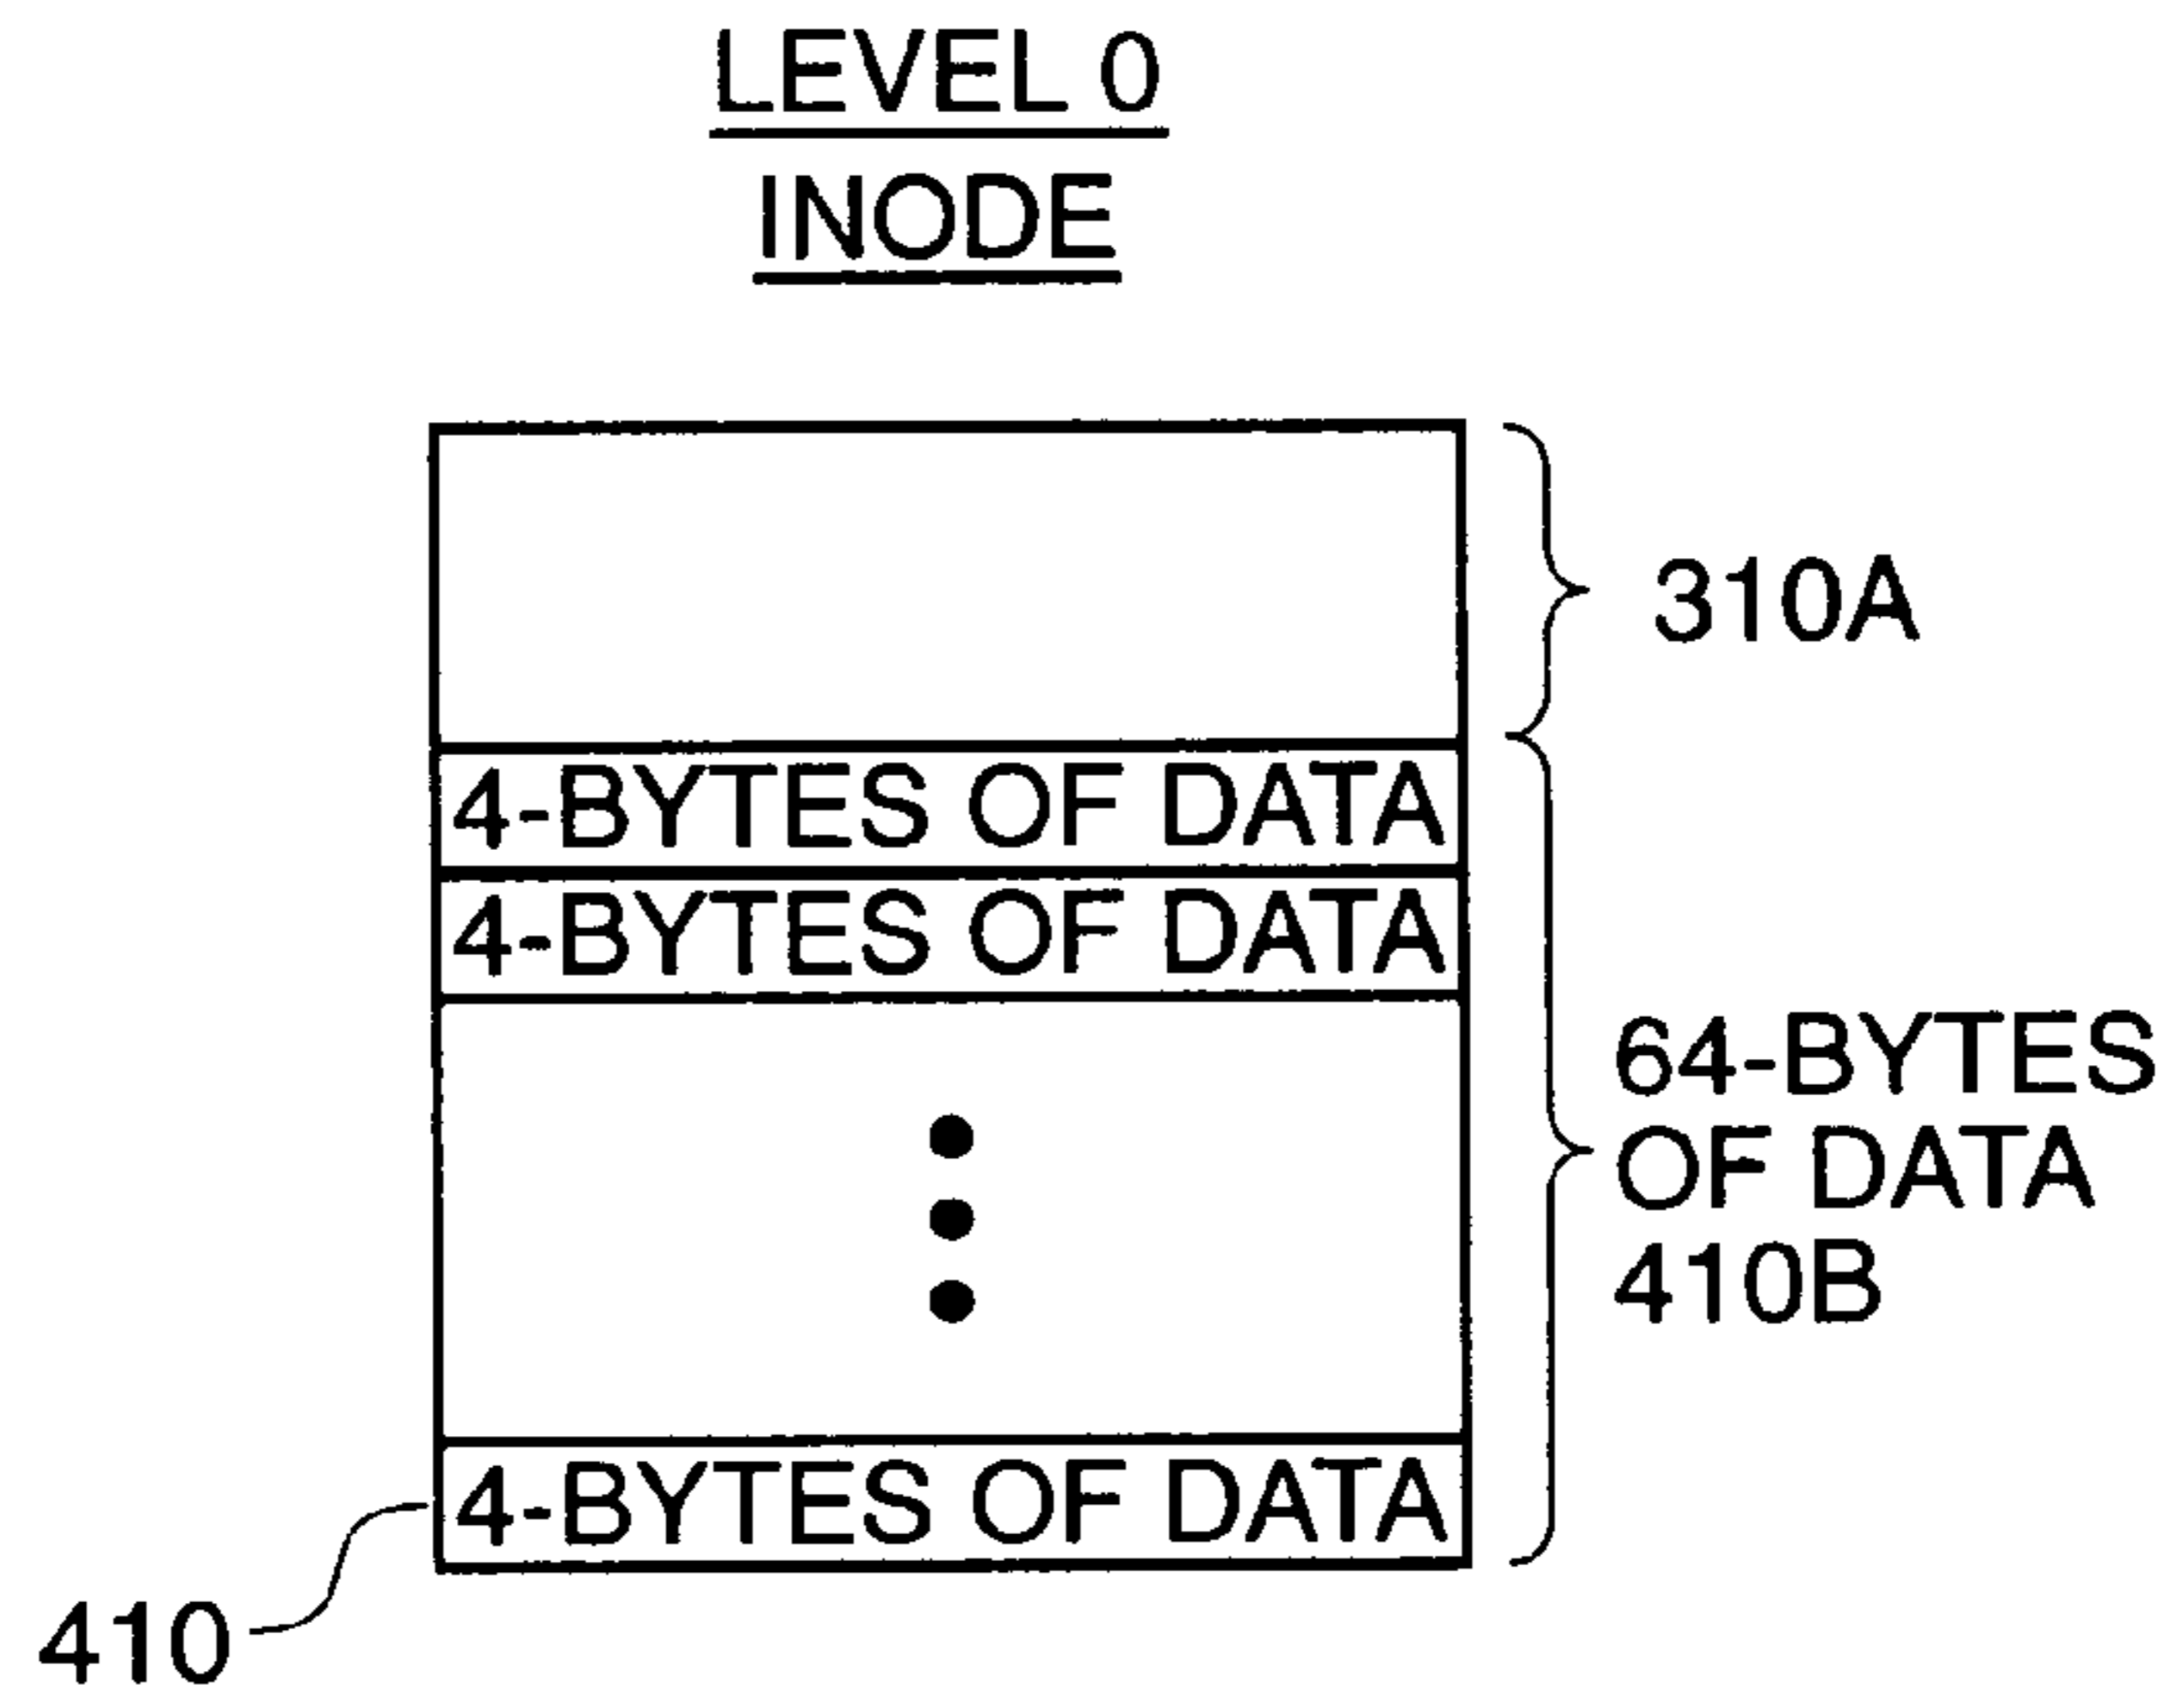 LEVEL 0
INODE
310A
4-BYTES OF DATA
4-BYTES OF DATA
64-BYTES
OF DATA
410B
4-BYTES OF DATA
410